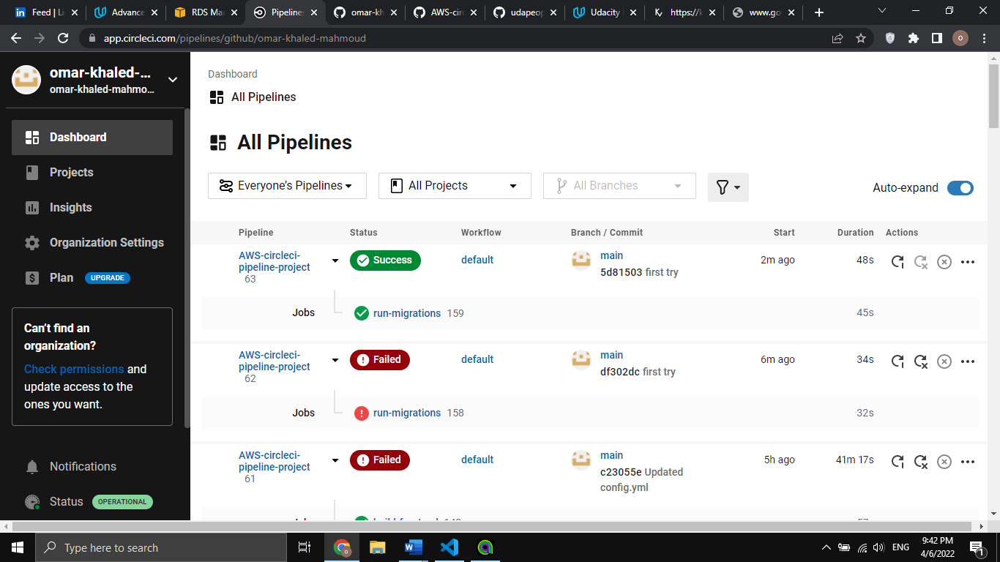 Feed | Li
Advance
RDS Ma
Pipeline
omar-kh
AWS-cir
udapeop
Udacity
https://k
www.go
app.circleci.com/pipelines/github/omar-khaled-mahmoud
omar-khaled-...
omar-khaled-mahmo...
Dashboard
Projects
Insights
Organization Settings
Plan UPGRADE
Can't find an
organization?
Check permissions and
update access to the
ones you want.
Notifications
Status OPERATIONAL
Dashboard
All Pipelines
All Pipelines
Everyone's Pipelines All Projects All Branches Auto-expand
Pipeline Status Workflow Branch / Commit Start Duration Actions
AWS-circleci-
pipeline-project
63
Success default main 2m ago 48s
5d81503 first try
Jobs run-migrations 159 45s
AWS-circleci-
pipeline-project
62
Failed default main 6m ago 34s
df302dc first try
Jobs run-migrations 158 32s
AWS-circleci-
pipeline-project
61
Failed default main 5h ago 41m 17s
c23055e Updated
config.yml
Type here to search
ENG
9:42 PM
4/6/2022
1